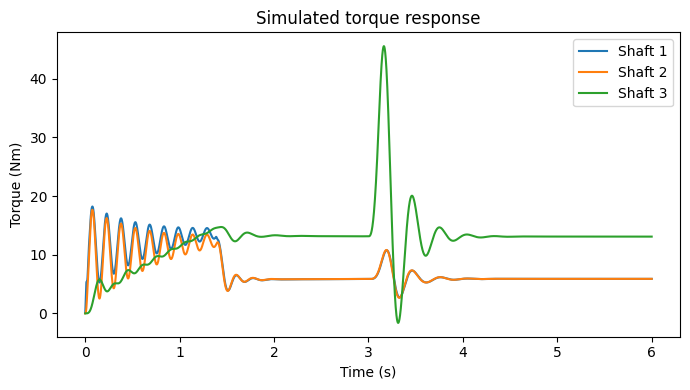 Simulated torque response
Torque (Nm)
40
30
20
10
0
Shaft 1
Shaft 2
Shaft 3
0 1 2 3 4 5 6
Time (s)